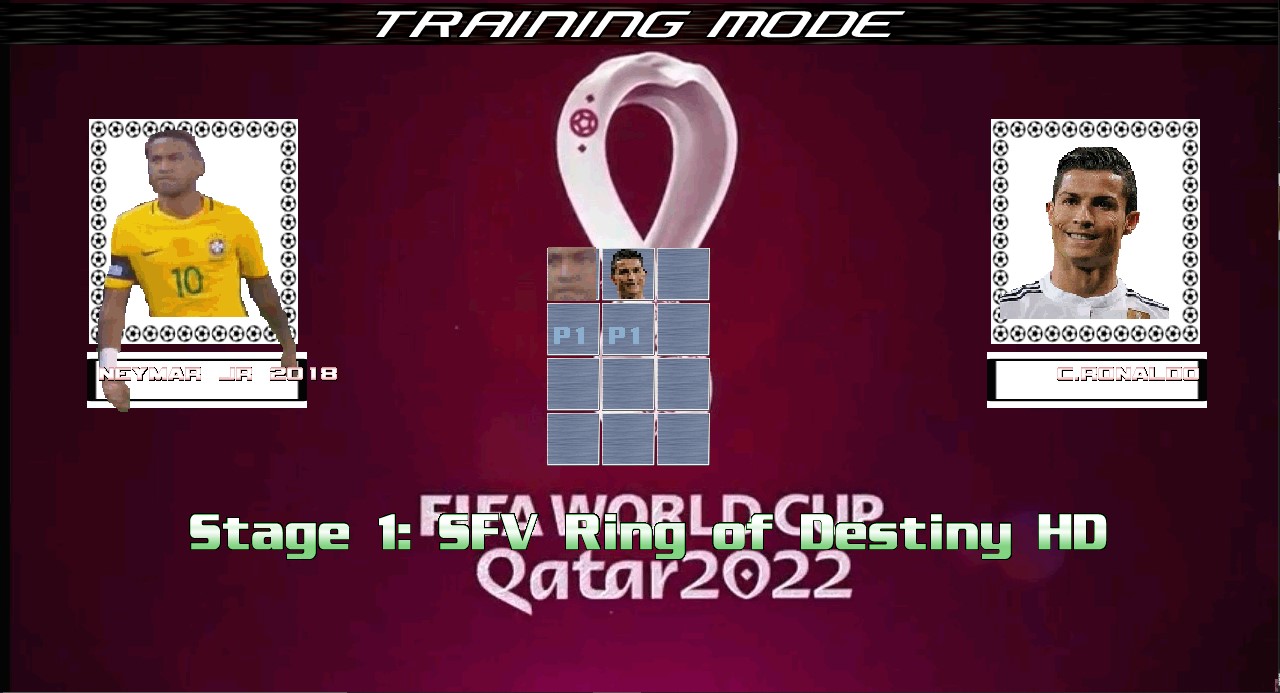 TRAINING MODE
10
NEYMAR JR 2018
C.RONALDO
P1 P1
FIFA WORLD CUP
Stage 1: SFV Ring of Destiny HD
Qatar2022